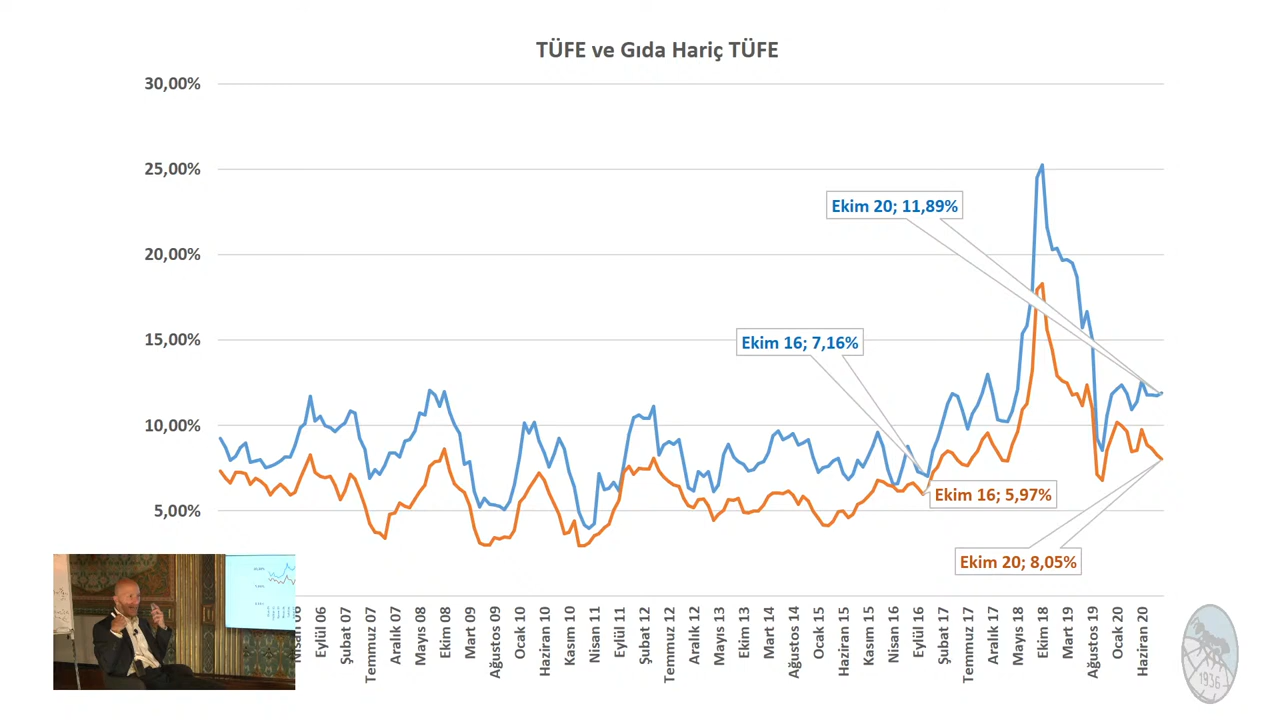 TÜFE ve Gıda Hariç TÜFE
30,00%
25,00%
20,00%
15,00%
10,00%
5,00%
Ekim 20; 11,89%
Ekim 16; 7,16%
Ekim 16; 5,97%
Ekim 20; 8,05%
Eylül 06
Şubat 07
Temmuz 07
Aralık 07
Mayıs 08
Ekim 08
Mart 09
Ağustos 09
Ocak 10
Haziran 10
Kasım 10
Nisan 11
Eylül 11
Şubat 12
Temmuz 12
Aralık 12
Mayıs 13
Ekim 13
Mart 14
Ağustos 14
Ocak 15
Haziran 15
Kasım 15
Nisan 16
Eylül 16
Şubat 17
Temmuz 17
Aralık 17
Mayıs 18
Ekim 18
Mart 19
Ağustos 19
Ocak 20
Haziran 20
1936